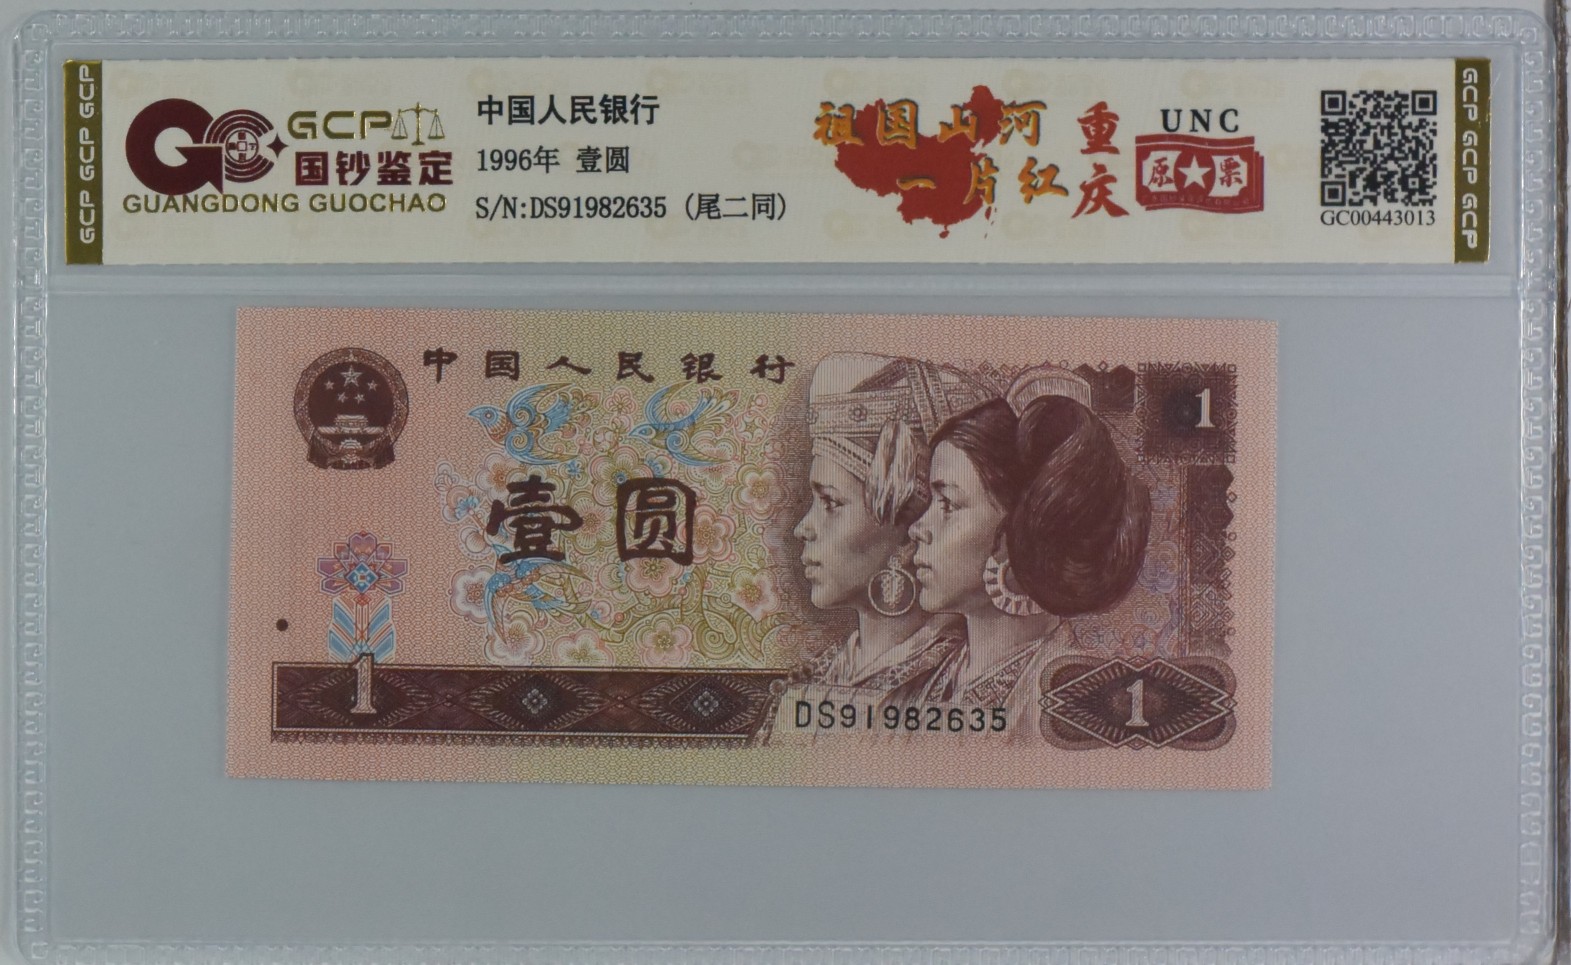 GCP GCP GCP
GCP
国钞鉴定
GUANGDONG GUOCHAO
中国人民银行
1996年 壹圆
S/N:DS91982635 (尾二同)
祖国山河
一片红
重庆
UNC
原★票
GC00443013
GCP GCP GCP
中国人民银行
1
壹圆
1
DS91982635
1